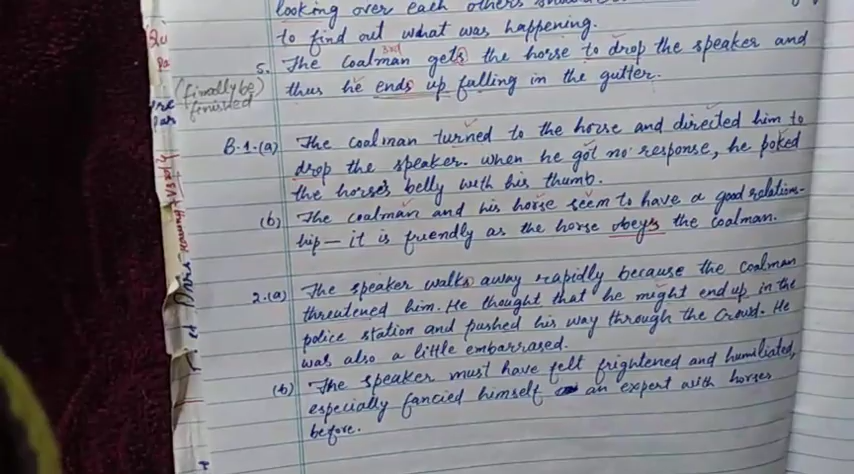 looking over each others
to find out what was happening.
3rd
5. The coalman gets the horse to drop the speaker and
thus he ends up falling in the gutter.
(finally be
finished)
B.1.(a) The coalman turned to the horse and directed him to
drop the speaker. when he got no response, he poked
the horse's belly with his thumb.
(b) The coalman and his horse seem to have a good relation-
hip — it is friendly as the horse obeys the coalman.
2.(a) The speaker walks away rapidly because the coalman
threatened him. He thought that he might end up in the
police station and pushed his way through the crowd. He
was also a little embarrased.
(b) The speaker must have felt frightened and humiliated,
especially fancied himself an expert with horses
before.